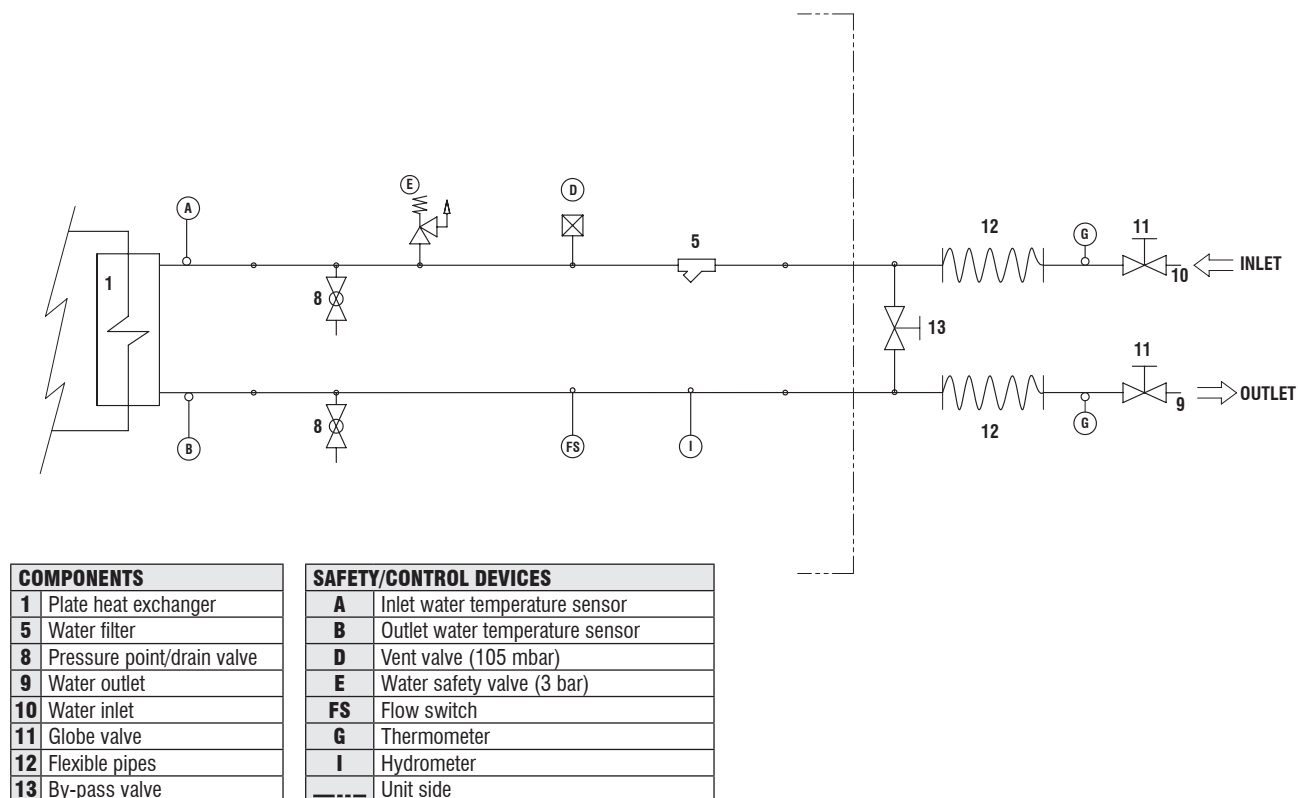 E
D
A
5
12
G
11
10
INLET
1
8
13
11
12
G
9
OUTLET
8
B
FS
I
COMPONENTS
1 Plate heat exchanger
5 Water filter
8 Pressure point/drain valve
9 Water outlet
10 Water inlet
11 Globe valve
12 Flexible pipes
13 By-pass valve
SAFETY/CONTROL DEVICES
A Inlet water temperature sensor
B Outlet water temperature sensor
D Vent valve (105 mbar)
E Water safety valve (3 bar)
FS Flow switch
G Thermometer
I Hydrometer
Unit side